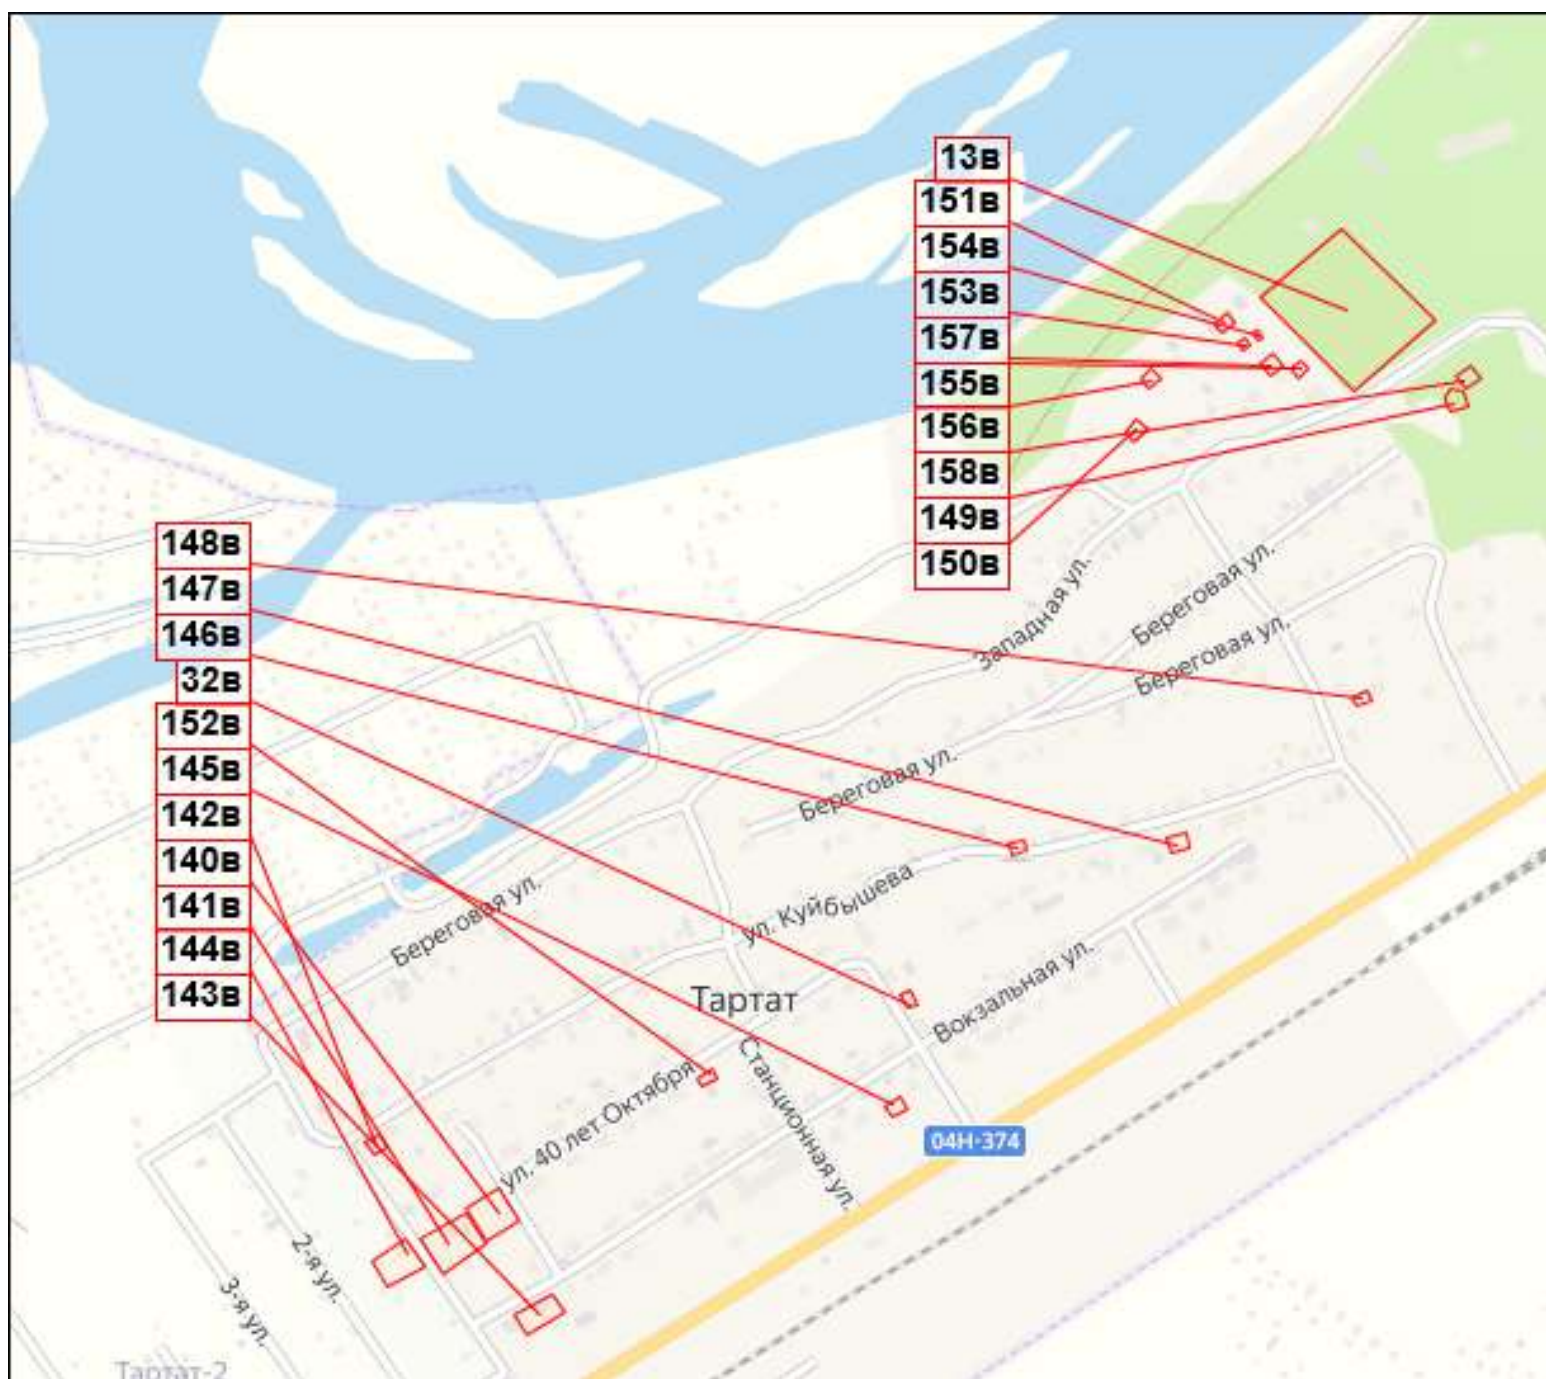 13в
151в
154в
153в
157в
155в
156в
158в
149в
150в
148в
147в
146в
32в
152в
145в
142в
140в
141в
144в
143в
Западная ул.
Береговая ул.
Береговая ул.
Береговая ул.
Береговая ул.
ул. Куйбышева
Тартат
Вокзальная ул.
ул. 40 лет Октября
Станционная ул.
04Н-374
2-я ул.
3-я ул.
Тартат-2